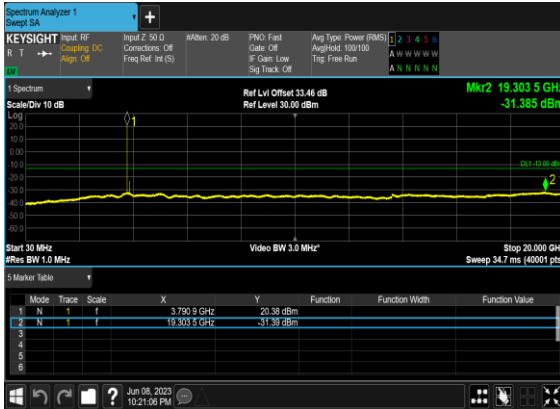 Spectrum Analyzer 1
Swept SA
+
KEYSIGHT
R T
Input: RF
Coupling: DC
Align: Off
Input Z: 50 Ω
Corrections: Off
Freq Ref: Int (S)
#Atten: 20 dB
PNO: Fast
Gate: Off
IF Gain: Low
Sig Track: Off
Avg Type: Power (RMS)
Avg|Hold: 100/100
Trig: Free Run
1 2 3 4 5 6
A W W W W W
A N N N N N
1 Spectrum
Scale/Div 10 dB
Ref Lvl Offset 33.46 dB
Ref Level 30.00 dBm
Mkr2 19.303 5 GHz
-31.385 dBm
Log
20.0
10.0
0.00
-10.0
-20.0
-30.0
-40.0
-50.0
-60.0
1
DL1 -13.00 dBm
2
Start 30 MHz
#Res BW 1.0 MHz
Video BW 3.0 MHz*
Stop 20.000 GHz
Sweep 34.7 ms (40001 pts)
5 Marker Table
Mode Trace Scale X Y Function Function Width Function Value
1 N 1 f 3.790 9 GHz 20.38 dBm
2 N 1 f 19.303 5 GHz -31.39 dBm
3
4
5
6
?
Jun 08, 2023
10:21:06 PM